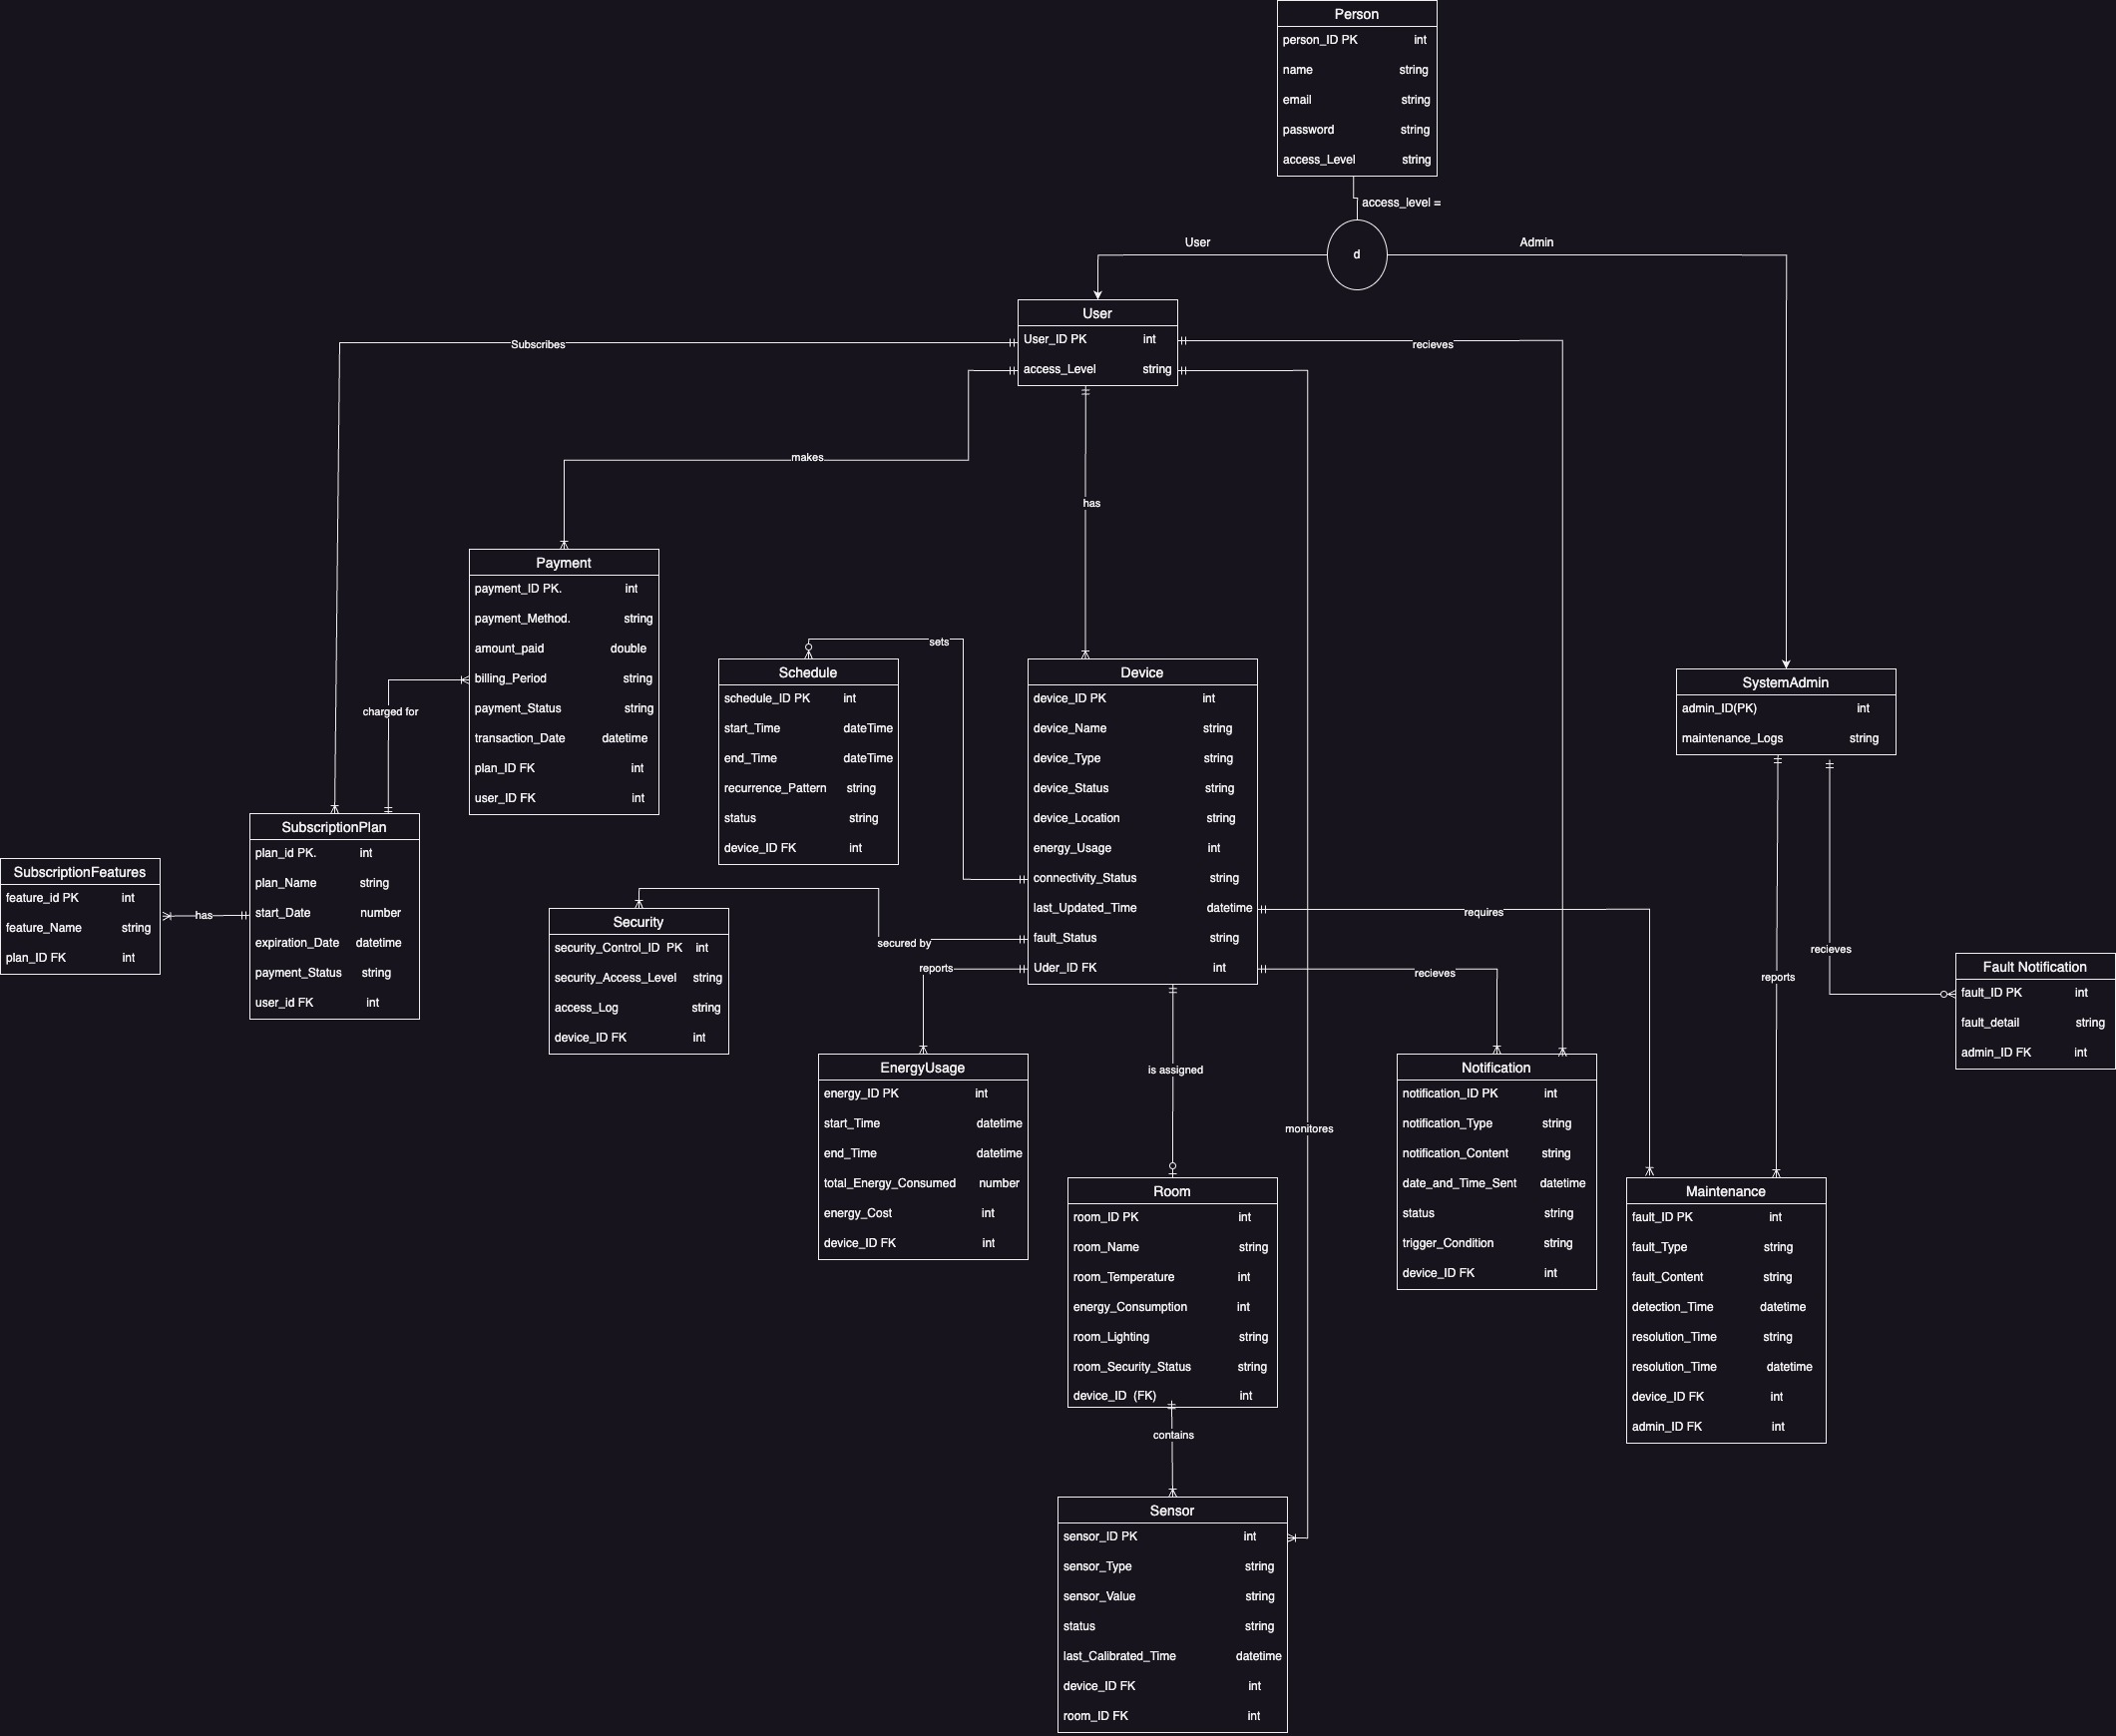 Person
person_ID PK int
name string
email string
password string
access_Level string
access_level =
User
d
Admin
User
User_ID PK int
access_Level string
Subscribes
recieves
makes
has
Payment
payment_ID PK. int
payment_Method. string
amount_paid double
billing_Period string
payment_Status string
transaction_Date datetime
plan_ID FK int
user_ID FK int
charged for
sets
Schedule
schedule_ID PK int
start_Time dateTime
end_Time dateTime
recurrence_Pattern string
status string
device_ID FK int
Device
device_ID PK int
device_Name string
device_Type string
device_Status string
device_Location string
energy_Usage int
connectivity_Status string
last_Updated_Time datetime
fault_Status string
Uder_ID FK int
SystemAdmin
admin_ID(PK) int
maintenance_Logs string
SubscriptionPlan
plan_id PK. int
plan_Name string
start_Date number
expiration_Date datetime
payment_Status string
user_id FK int
SubscriptionFeatures
feature_id PK int
feature_Name string
plan_ID FK int
has
Security
security_Control_ID PK int
security_Access_Level string
access_Log string
device_ID FK int
secured by
reports
requires
recieves
recieves
reports
Fault Notification
fault_ID PK int
fault_detail string
admin_ID FK int
EnergyUsage
energy_ID PK int
start_Time datetime
end_Time datetime
total_Energy_Consumed number
energy_Cost int
device_ID FK int
is assigned
monitores
Notification
notification_ID PK int
notification_Type string
notification_Content string
date_and_Time_Sent datetime
status string
trigger_Condition string
device_ID FK int
Room
room_ID PK int
room_Name string
room_Temperature int
energy_Consumption int
room_Lighting string
room_Security_Status string
device_ID (FK) int
Maintenance
fault_ID PK int
fault_Type string
fault_Content string
detection_Time datetime
resolution_Time string
resolution_Time datetime
device_ID FK int
admin_ID FK int
contains
Sensor
sensor_ID PK int
sensor_Type string
sensor_Value string
status string
last_Calibrated_Time datetime
device_ID FK int
room_ID FK int